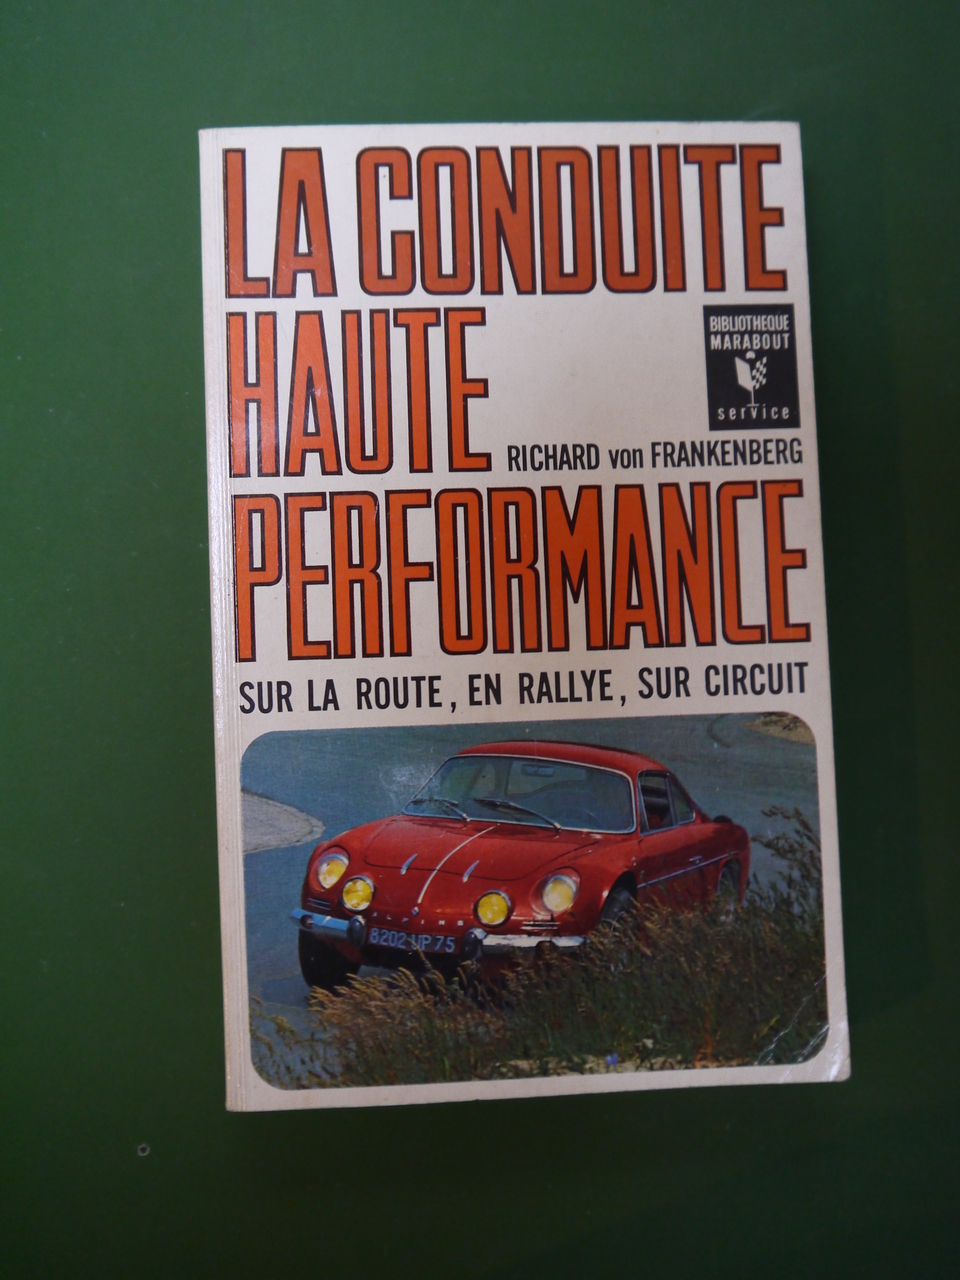 LA CONDUITE
HAUTE
BIBLIOTHEQUE
MARABOUT
service
RICHARD von FRANKENBERG
PERFORMANCE
SUR LA ROUTE, EN RALLYE, SUR CIRCUIT
ALPINE
8202 UP 75